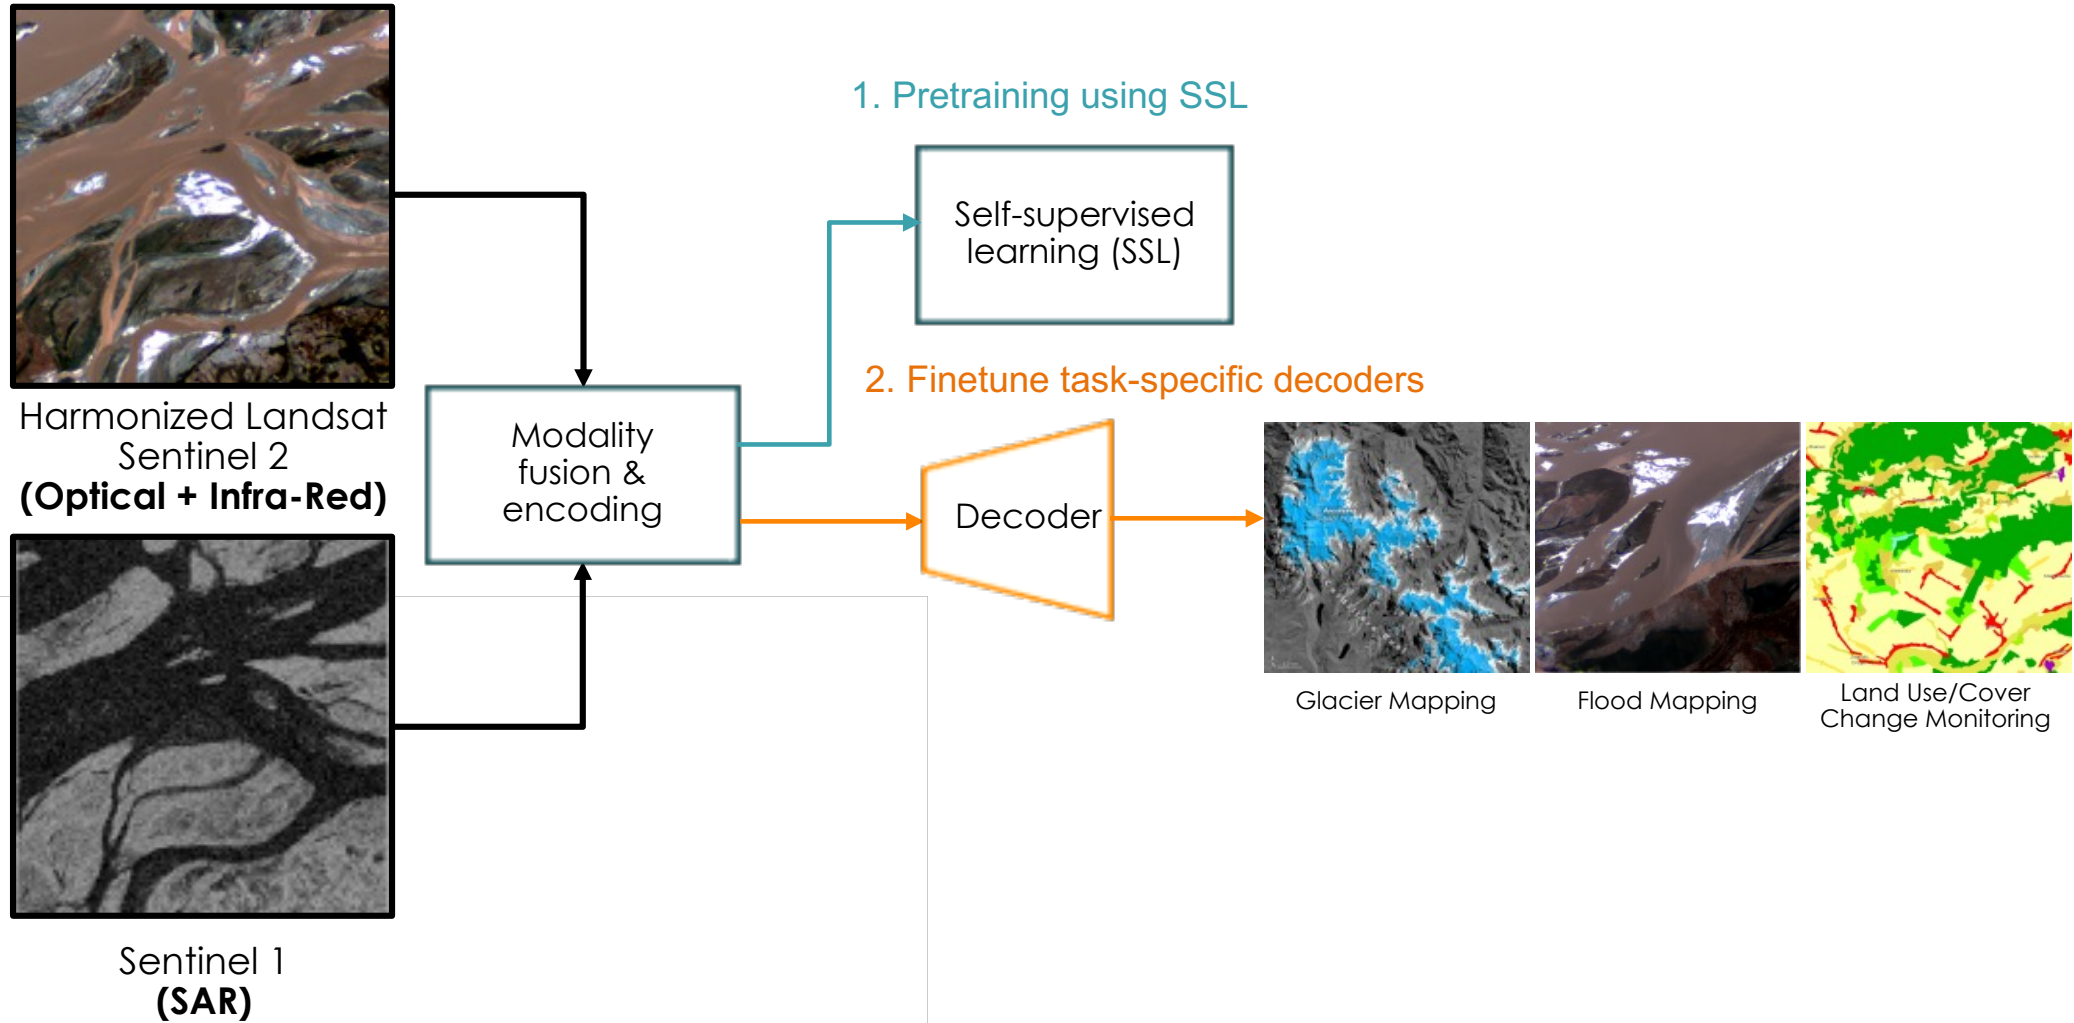 1. Pretraining using SSL
Self-supervised
learning (SSL)
2. Finetune task-specific decoders
Harmonized Landsat
Sentinel 2
(Optical + Infra-Red)
Modality
fusion &
encoding
Decoder
Glacier Mapping
Flood Mapping
Land Use/Cover
Change Monitoring
Sentinel 1
(SAR)